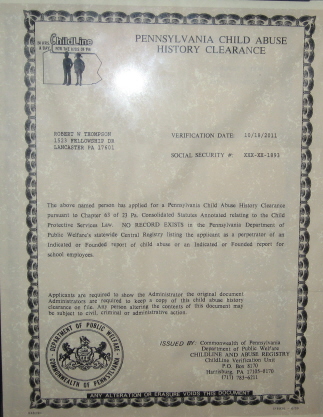 ChildLine
PENNSYLVANIA CHILD ABUSE
HISTORY CLEARANCE
ROBERT W THOMPSON
FELLOWSHIP DR
LANCASTER PA
VERIFICATION DATE: 10/18/2011
SOCIAL SECURITY #: XXX-XX-1893
The above named person has applied for a Pennsylvania Child Abuse History Clearance
pursuant to Chapter 63 of 23 Pa. Consolidated Statutes Annotated relating to the Child
Protective Services Law. NO RECORD EXISTS in the Pennsylvania Department of
Public Welfare's statewide Central Registry listing the applicant as a perpetrator of an
Indicated or Founded report of child abuse or an Indicated or Founded report for
school employees.
Applicants are required to show the Administrator the original document
Administrators are required to keep a copy of this child abuse history
clearance on file. Any person altering the contents of this document may
be subject to civil, criminal or administrative action.
DEPARTMENT OF PUBLIC WELFARE
COMMONWEALTH OF PENNSYLVANIA
ISSUED BY: Commonwealth of Pennsylvania
Department of Public Welfare
CHILDLINE AND ABUSE REGISTRY
ChildLine Verification Unit
P.O. Box 8170
Harrisburg, PA 17105-8170
(717) 783-6211
ANY ALTERATION OR ERASURE VOIDS THIS DOCUMENT